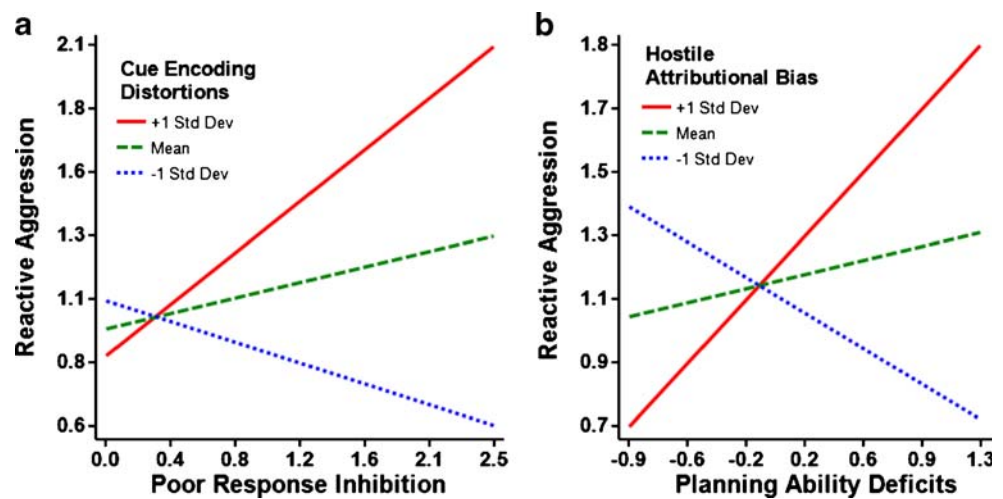 a
Cue Encoding
Distortions
+1 Std Dev
Mean
-1 Std Dev
Reactive Aggression
2.1
1.8
1.6
1.3
1.1
0.8
0.6
0.0 0.4 0.8 1.2 1.6 2.1 2.5
Poor Response Inhibition
b
Hostile
Attributional Bias
+1 Std Dev
Mean
-1 Std Dev
Reactive Aggression
1.8
1.7
1.5
1.3
1.1
0.9
0.7
-0.9 -0.6 -0.2 0.2 0.6 0.9 1.3
Planning Ability Deficits